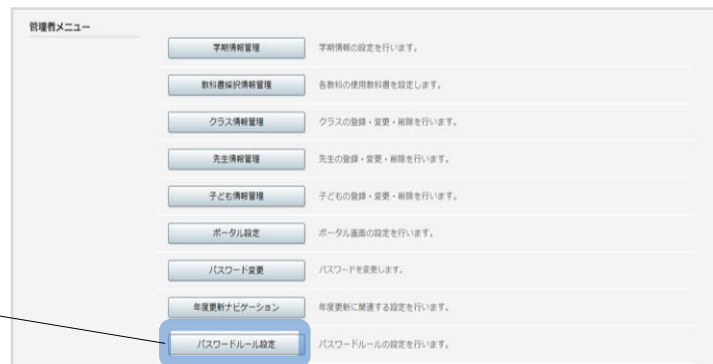 管理者メニュー
学期情報管理 学期情報の設定を行います。
教科書採択情報管理 各教科の使用教科書を設定します。
クラス情報管理 クラスの登録・変更・削除を行います。
先生情報管理 先生の登録・変更・削除を行います。
子ども情報管理 子どもの登録・変更・削除を行います。
ポータル設定 ポータル画面の設定を行います。
パスワード変更 パスワードを変更します。
年度更新ナビゲーション 年度更新に関連する設定を行います。
パスワードルール設定 パスワードルールの設定を行います。